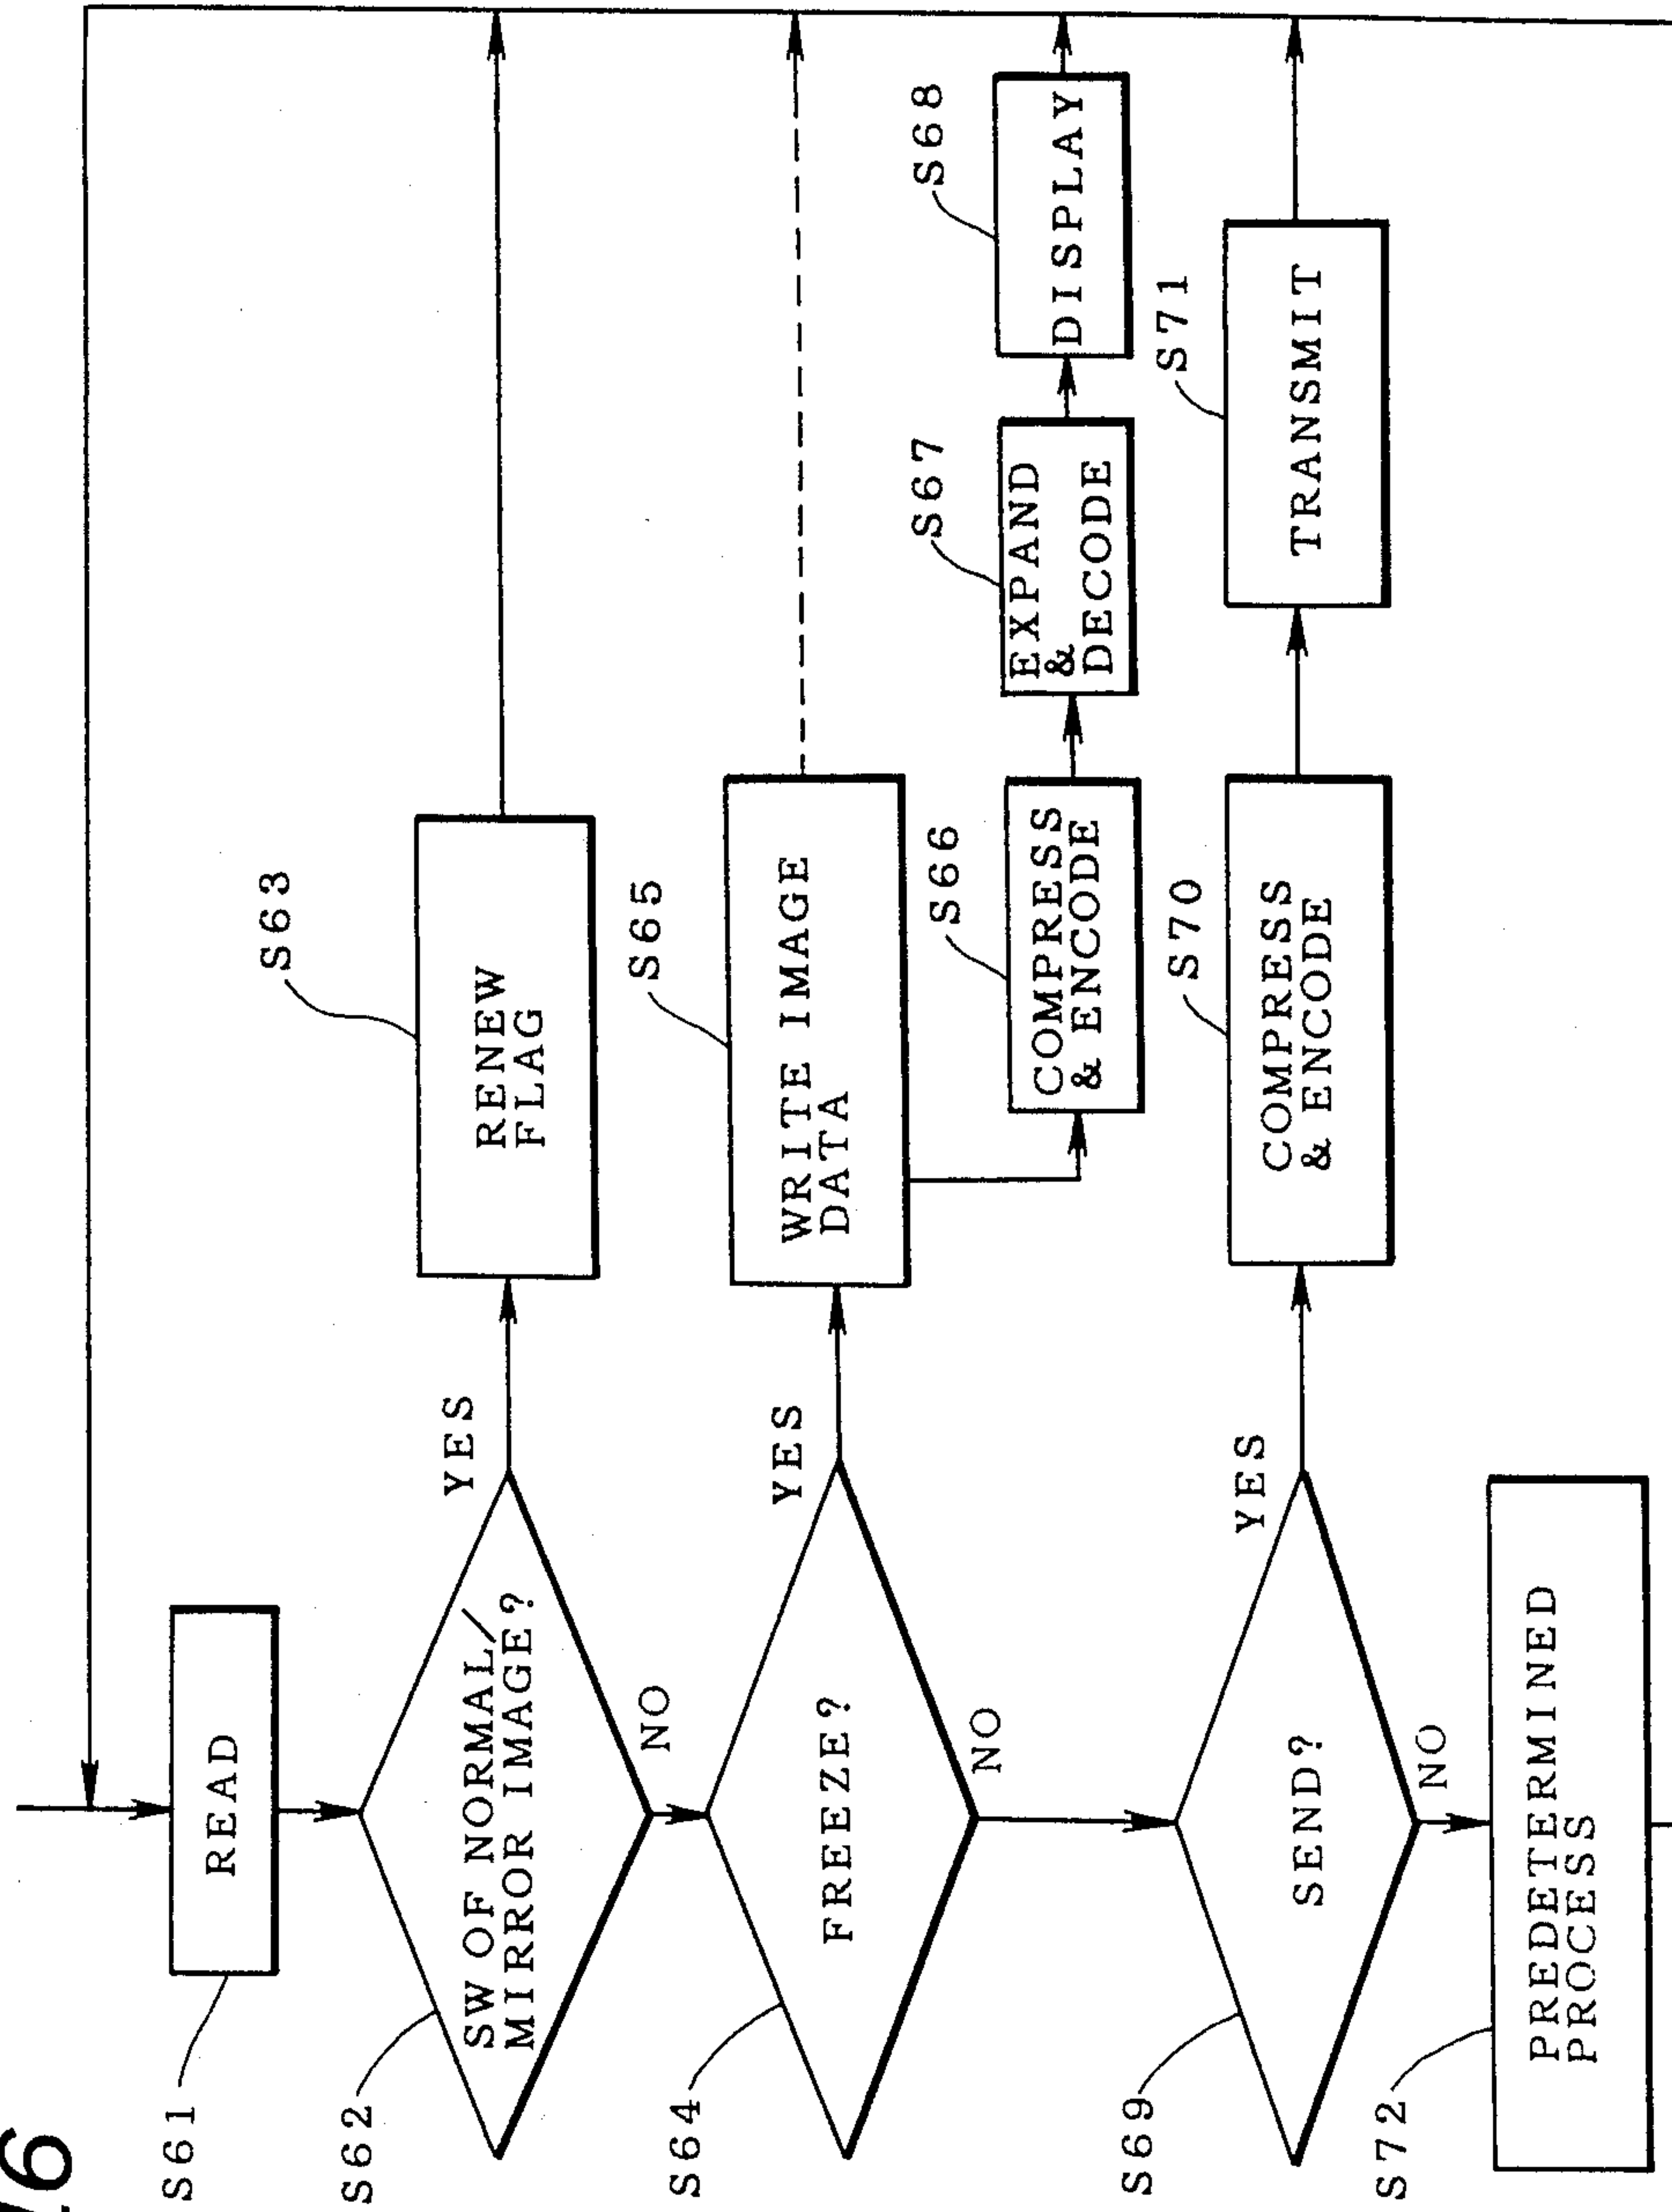 S61
READ
S62
SW OF NORMAL/
MIRROR IMAGE?
YES
NO
S63
RENEW
FLAG
S64
FREEZE?
YES
NO
S65
WRITE IMAGE
DATA
S66
COMPRESS
& ENCODE
S67
EXPAND
&
DECODE
S68
DISPLAY
S69
SEND?
YES
NO
S70
COMPRESS
& ENCODE
S71
TRANSMIT
S72
PREDETERMINED
PROCESS